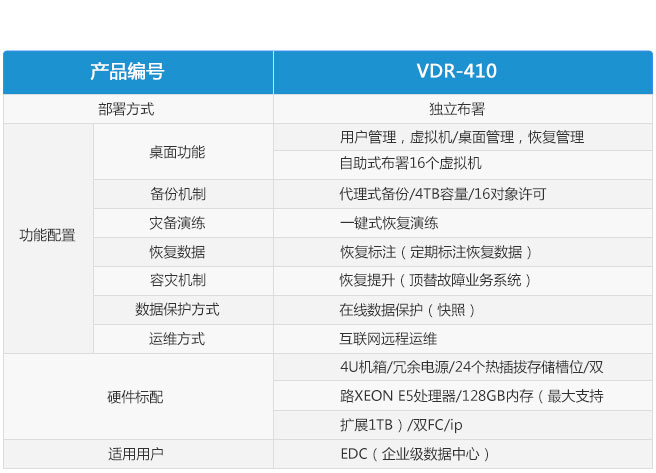 产品编号 VDR-410
部署方式 独立布署
功能配置
桌面功能
用户管理，虚拟机/桌面管理，恢复管理
自助式布署16个虚拟机
备份机制 代理式备份/4TB容量/16对象许可
灾备演练 一键式恢复演练
恢复数据 恢复标注（定期标注恢复数据）
容灾机制 恢复提升（顶替故障业务系统）
数据保护方式 在线数据保护（快照）
运维方式 互联网远程运维
硬件标配
4U机箱/冗余电源/24个热插拔存储槽位/双
路XEON E5处理器/128GB内存（最大支持
扩展1TB）/双FC/ip
适用用户 EDC（企业级数据中心）